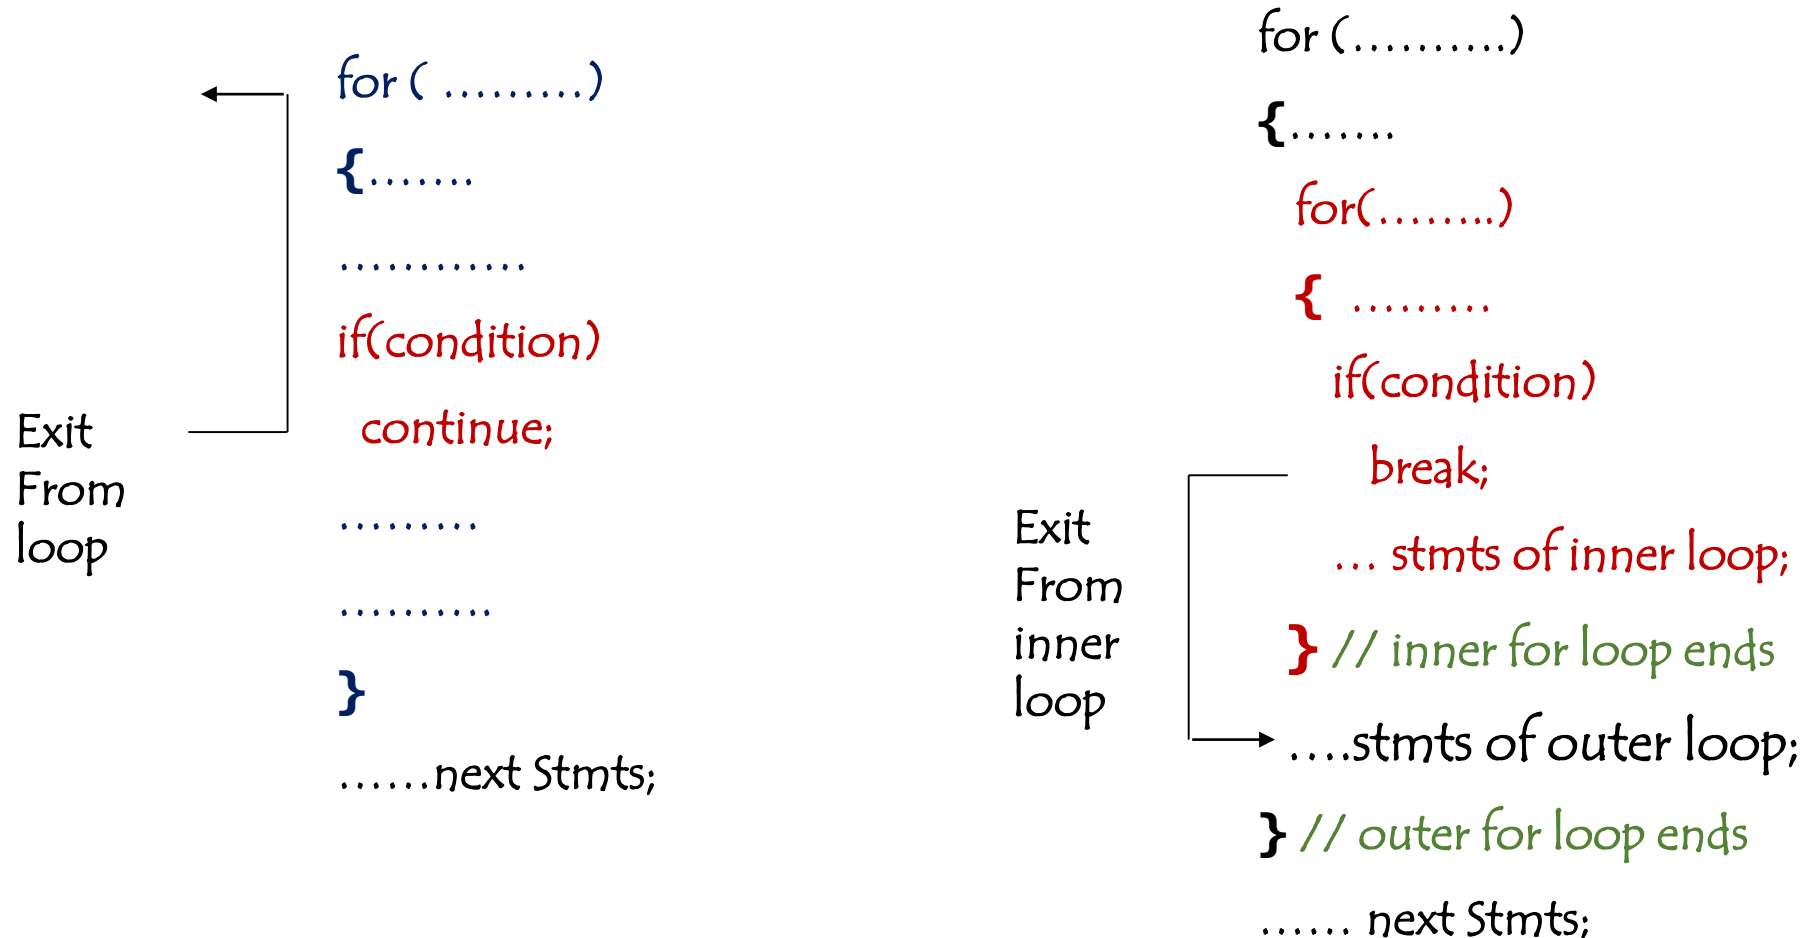 for ( ………)
{…….
…………
if(condition)
continue;
………
……….
}
……next Stmts;
Exit
From
loop
for (……….)
{…….
for(……..)
{ ………
if(condition)
break;
… stmts of inner loop;
} // inner for loop ends
….stmts of outer loop;
} // outer for loop ends
…… next Stmts;
Exit
From
inner
loop